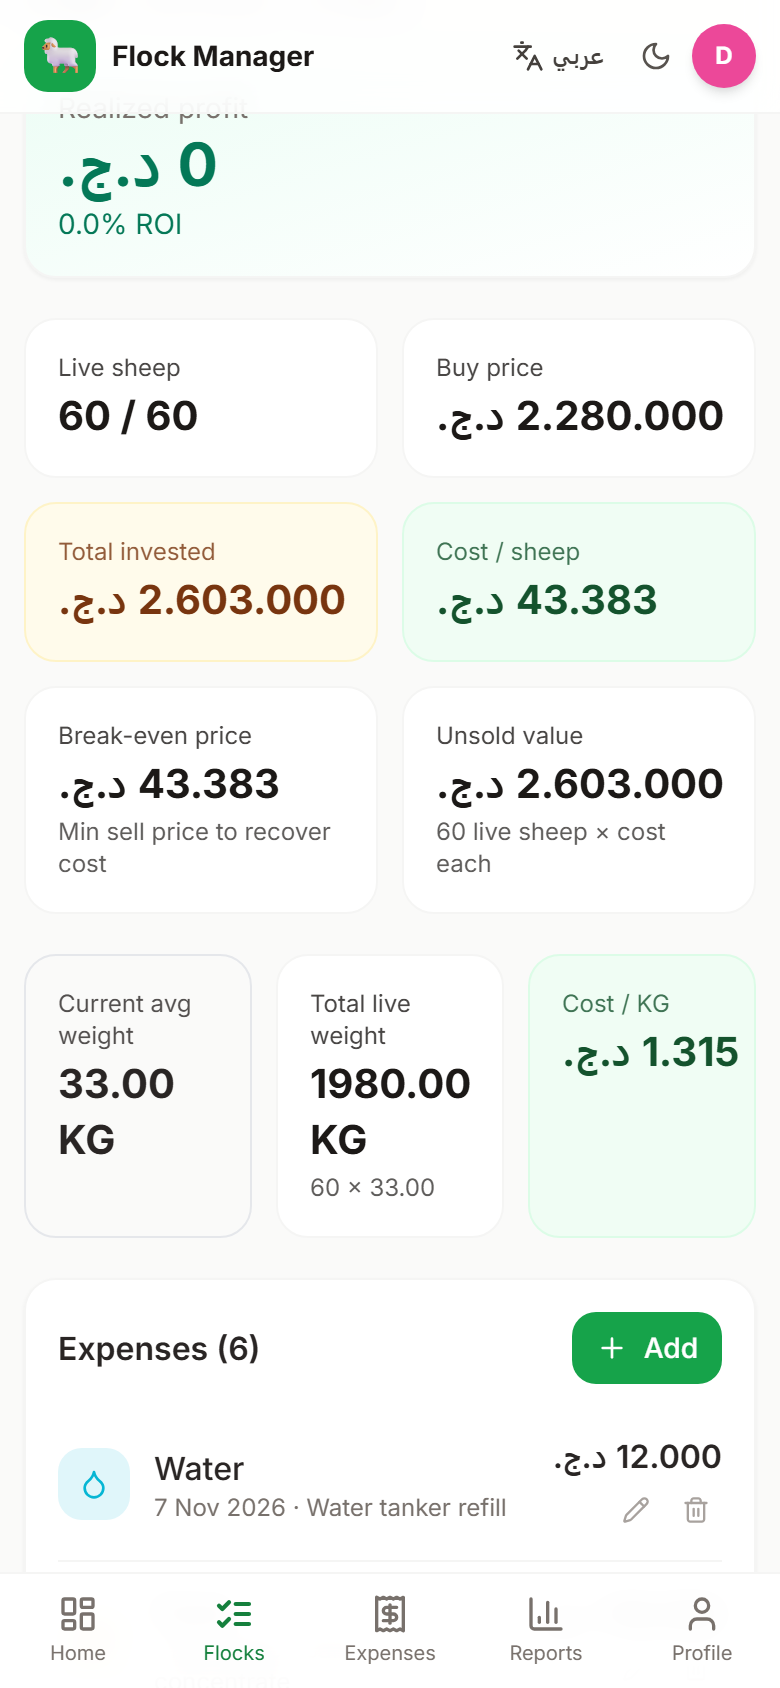 Flock Manager
عربي
D
Realized profit
د.ج.‏ 0
0.0% ROI
Live sheep
60 / 60
Buy price
د.ج.‏ 2.280.000
Total invested
د.ج.‏ 2.603.000
Cost / sheep
د.ج.‏ 43.383
Break-even price
د.ج.‏ 43.383
Min sell price to recover
cost
Unsold value
د.ج.‏ 2.603.000
60 live sheep × cost
each
Current avg
weight
33.00
KG
Total live
weight
1980.00
KG
60 × 33.00
Cost / KG
د.ج.‏ 1.315
Expenses (6)
+ Add
Water
7 Nov 2026 · Water tanker refill
د.ج.‏ 12.000
concentrate
Home
Flocks
Expenses
Reports
Profile